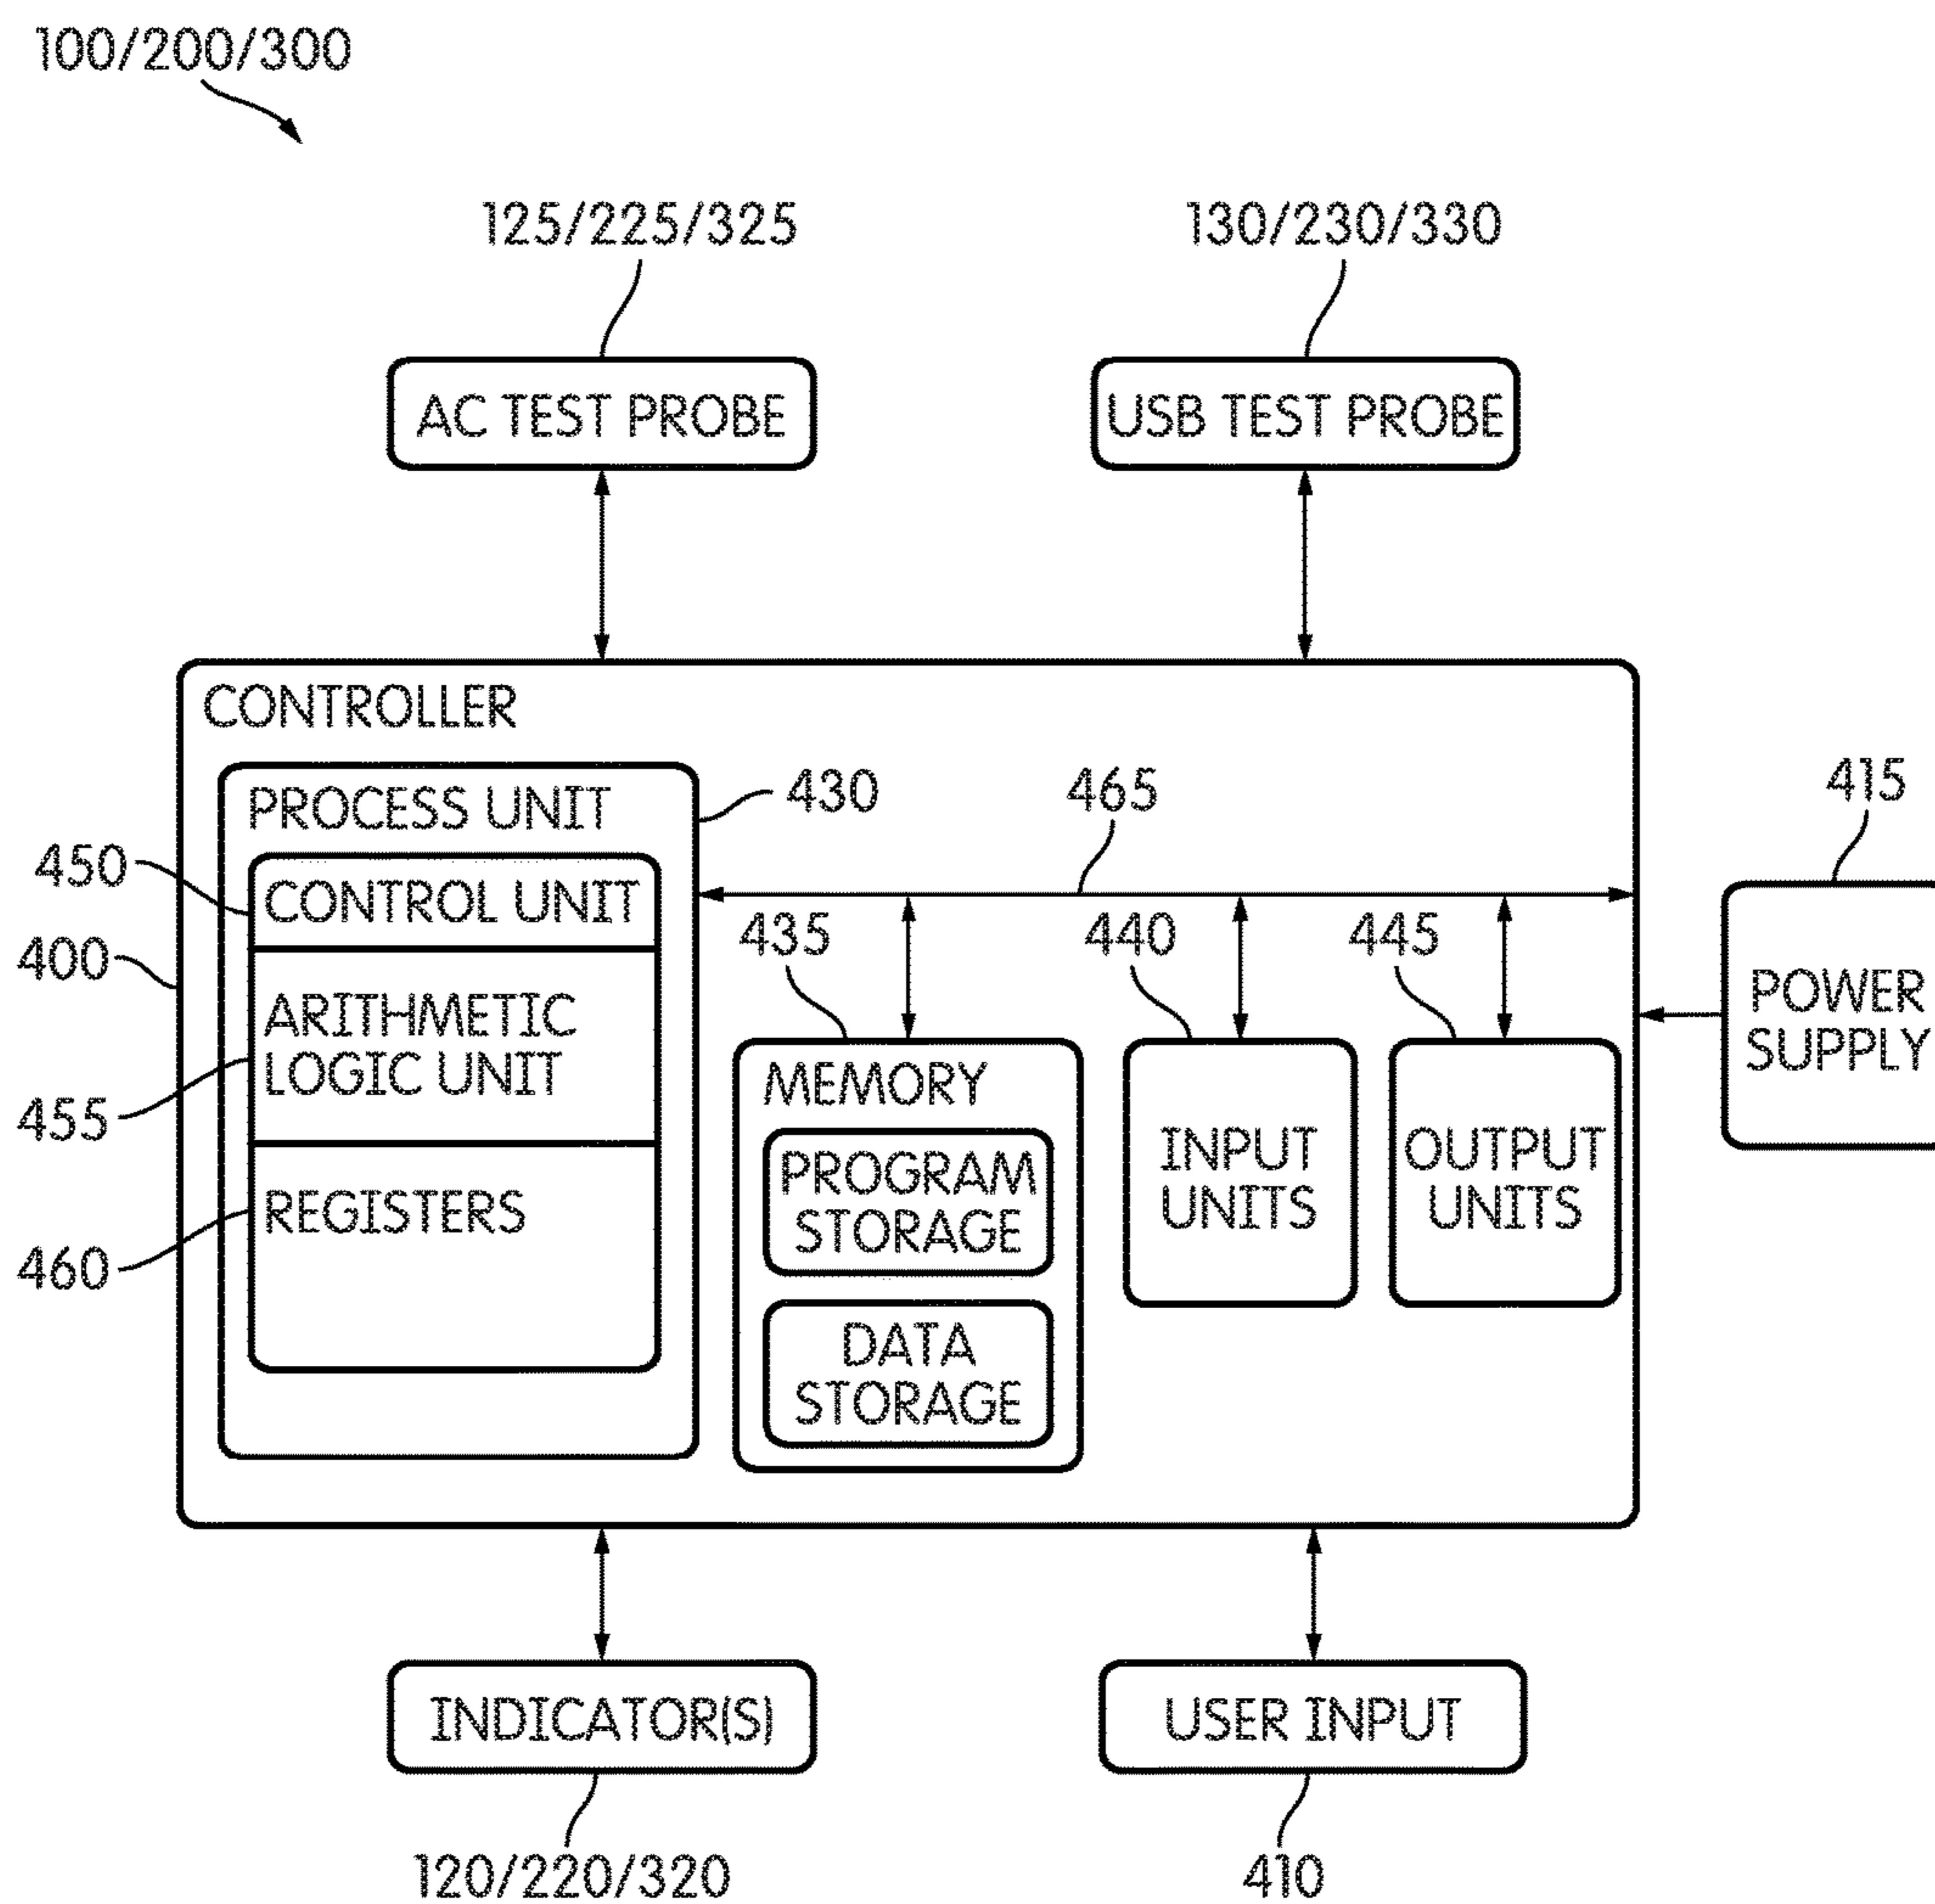 100/200/300
125/225/325
130/230/330
AC TEST PROBE
USB TEST PROBE
CONTROLLER
PROCESS UNIT
430
465
415
450
CONTROL UNIT
435
440
445
400
ARITHMETIC
LOGIC UNIT
POWER
SUPPLY
455
MEMORY
PROGRAM
STORAGE
INPUT
UNITS
OUTPUT
UNITS
REGISTERS
460
DATA
STORAGE
INDICATOR(S)
USER INPUT
120/220/320
410